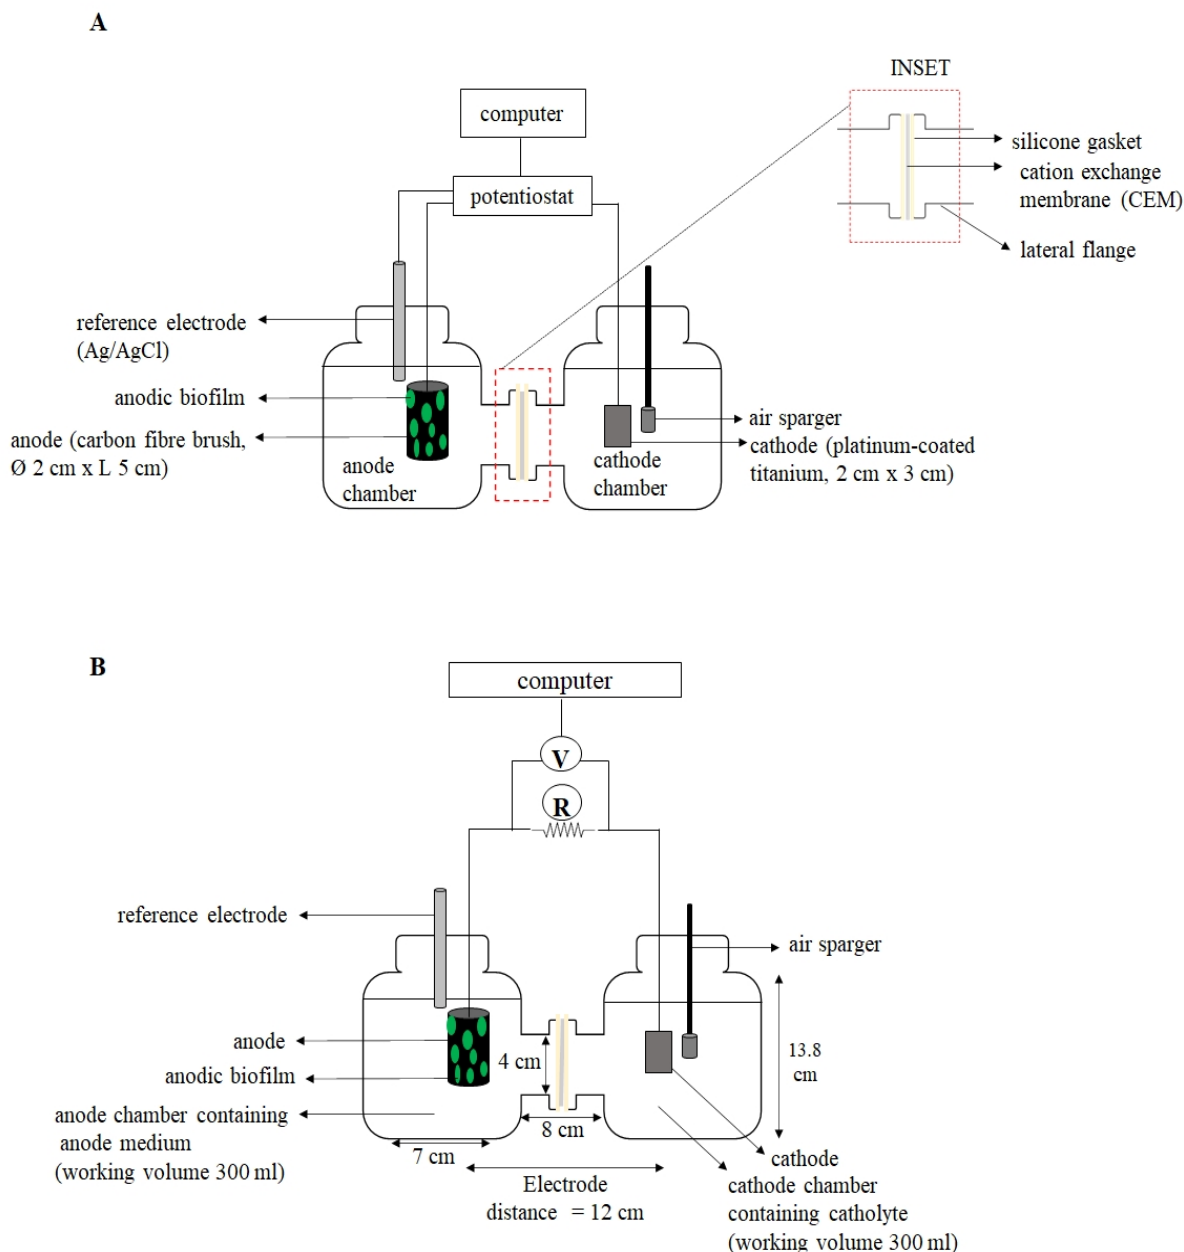 A
INSET
computer
potentiostat
silicone gasket
cation exchange
membrane (CEM)
lateral flange
reference electrode
(Ag/AgCl)
anodic biofilm
anode (carbon fibre brush,
Ø 2 cm x L 5 cm)
anode
chamber
cathode
chamber
air sparger
cathode (platinum-coated
titanium, 2 cm x 3 cm)
B
computer
V
R
reference electrode
air sparger
anode
anodic biofilm
anode chamber containing
anode medium
(working volume 300 ml)
4 cm
8 cm
7 cm
13.8
cm
Electrode
distance = 12 cm
cathode
cathode chamber
containing catholyte
(working volume 300 ml)